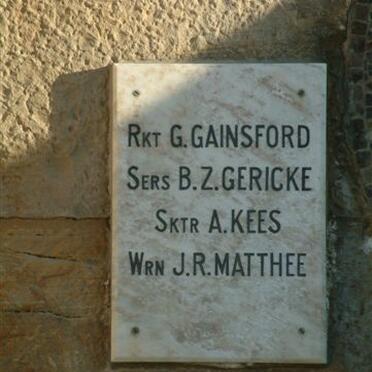 Rkt G. GAINSFORD
Sers B.Z. GERICKE
Sktr A. KEES
Wrn J.R. MATTHEE